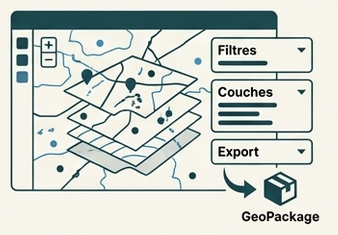 +
−
Filtres
Couches
Export
GeoPackage